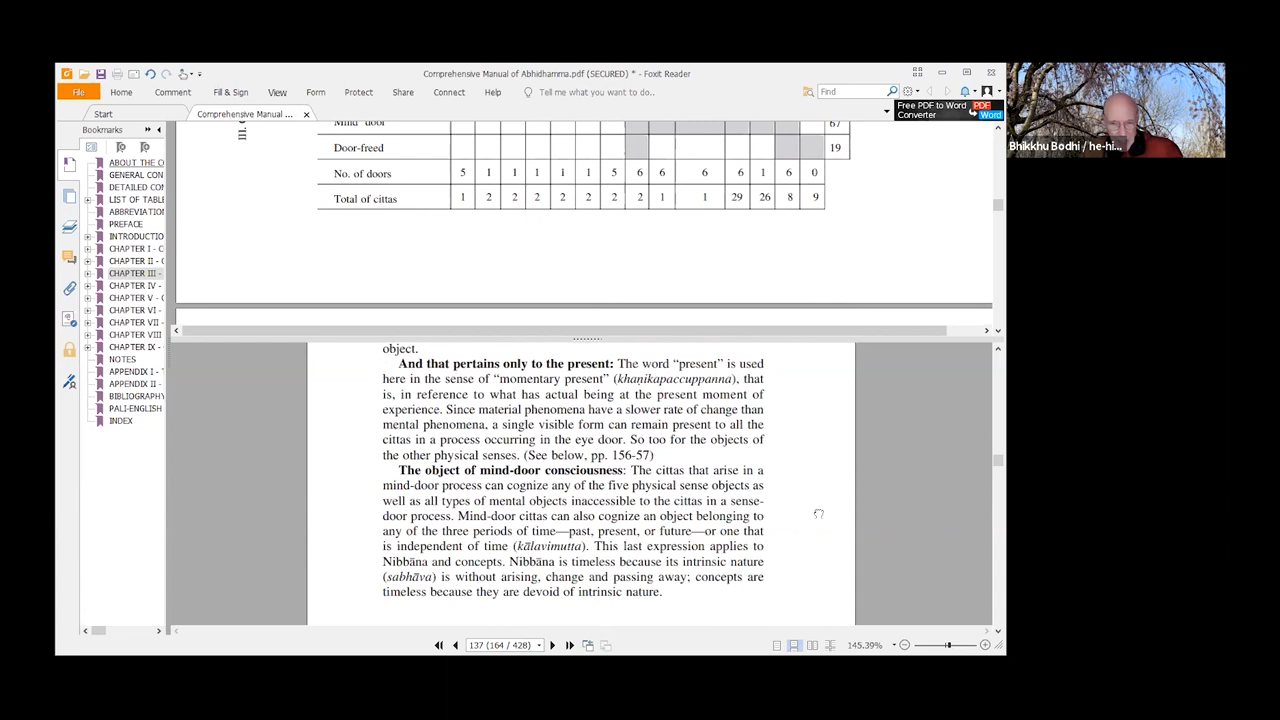 Comprehensive Manual of Abhidhamma.pdf (SECURED) * - Foxit Reader
File Home Comment Fill & Sign View Form Protect Share Connect Help Tell me what you want to do.. Find
Free PDF to Word PDF
Converter Word
Start Comprehensive Manual ... ×
Bookmarks
ABOUT THE C
GENERAL CON
DETAILED CON
LIST OF TABLE
ABBREVIATION
PREFACE
INTRODUCTIO
CHAPTER I - C
CHAPTER II - C
CHAPTER III -
CHAPTER IV -
CHAPTER V - C
CHAPTER VI -
CHAPTER VII -
CHAPTER VIII
CHAPTER IX -
NOTES
APPENDIX I - T
APPENDIX II -
BIBLIOGRAPHY
PALI-ENGLISH
INDEX
Mind door 67
Door-freed 19
No. of doors 5 1 1 1 1 1 5 6 6 6 6 1 6 0
Total of cittas 1 2 2 2 2 2 2 2 1 1 29 26 8 9
object.
And that pertains only to the present: The word “present” is used
here in the sense of “momentary present” (khaṇikapaccuppanna), that
is, in reference to what has actual being at the present moment of
experience. Since material phenomena have a slower rate of change than
mental phenomena, a single visible form can remain present to all the
cittas in a process occurring in the eye door. So too for the objects of
the other physical senses. (See below, pp. 156-57)
The object of mind-door consciousness: The cittas that arise in a
mind-door process can cognize any of the five physical sense objects as
well as all types of mental objects inaccessible to the cittas in a sense-
door process. Mind-door cittas can also cognize an object belonging to
any of the three periods of time—past, present, or future—or one that
is independent of time (kālavimutta). This last expression applies to
Nibbāna and concepts. Nibbāna is timeless because its intrinsic nature
(sabhāva) is without arising, change and passing away; concepts are
timeless because they are devoid of intrinsic nature.
137 (164 / 428) 145.39%
Bhikkhu Bodhi / he-hi...